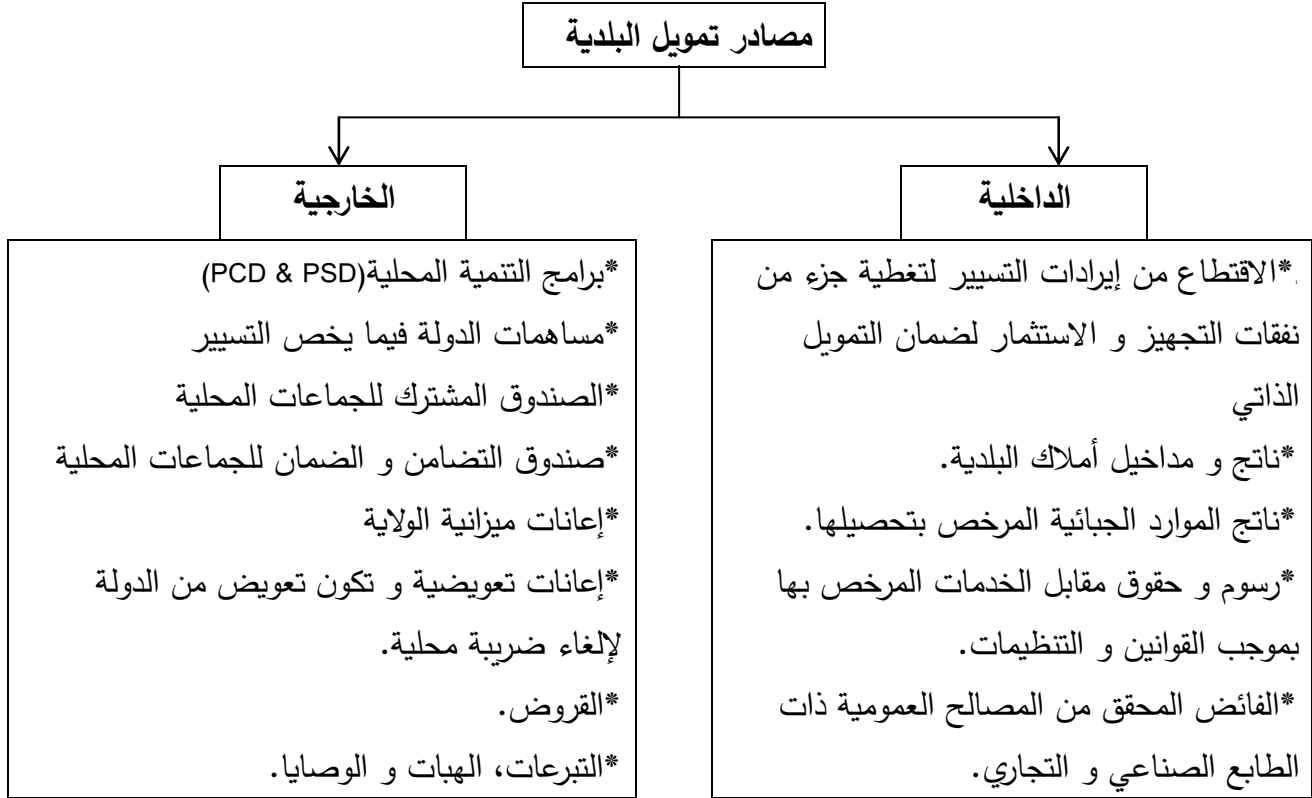 مصادر تمويل البلدية
الداخلية
*الاقتطاع من إيرادات التسيير لتغطية جزء من
نفقات التجهيز و الاستثمار لضمان التمويل
الذاتي
*ناتج و مداخيل أملاك البلدية.
*ناتج الموارد الجبائية المرخص بتحصيلها.
*رسوم و حقوق مقابل الخدمات المرخص بها
بموجب القوانين و التنظيمات.
*الفائض المحقق من المصالح العمومية ذات
الطابع الصناعي و التجاري.
الخارجية
*برامج التنمية المحلية(PCD & PSD)
*مساهمات الدولة فيما يخص التسيير
*الصندوق المشترك للجماعات المحلية
*صندوق التضامن و الضمان للجماعات المحلية
*إعانات ميزانية الولاية
*إعانات تعويضية و تكون تعويض من الدولة
لإلغاء ضريبة محلية.
*القروض.
*التبرعات، الهبات و الوصايا.